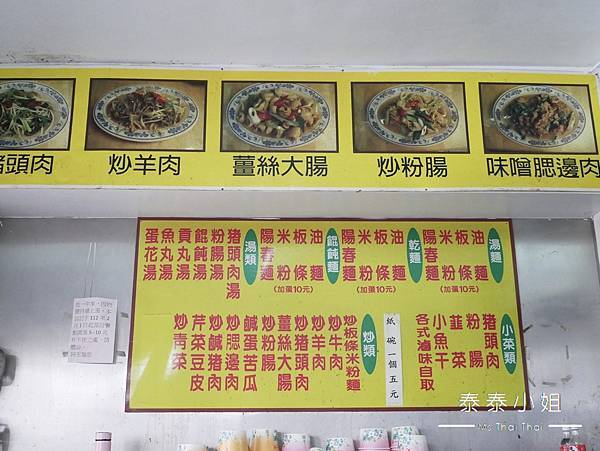 豬頭肉
炒羊肉
薑絲大腸
炒粉腸
味噌腮邊肉
湯麵
油麵
板條
米粉
陽春麵
(加蛋10元)
乾麵
油麵
板條
米粉
陽春麵
(加蛋10元)
餛飩麵
油麵
板條
米粉
陽春麵
(加蛋10元)
湯類
豬頭肉湯
粉腸湯
餛飩湯
貢丸湯
魚丸湯
蛋花湯
小菜類
豬頭肉
粉腸
韮菜
小魚干
各式滷味自取
紙碗一個五元
炒類
炒板條米粉麵
炒牛肉
炒羊肉
炒豬頭肉
薑絲大腸
炒粉腸
鹹蛋苦瓜
炒腮邊肉
炒鹹豬肉
芹菜豆皮
炒青菜
泰泰小姐
Ms.Thai Thai